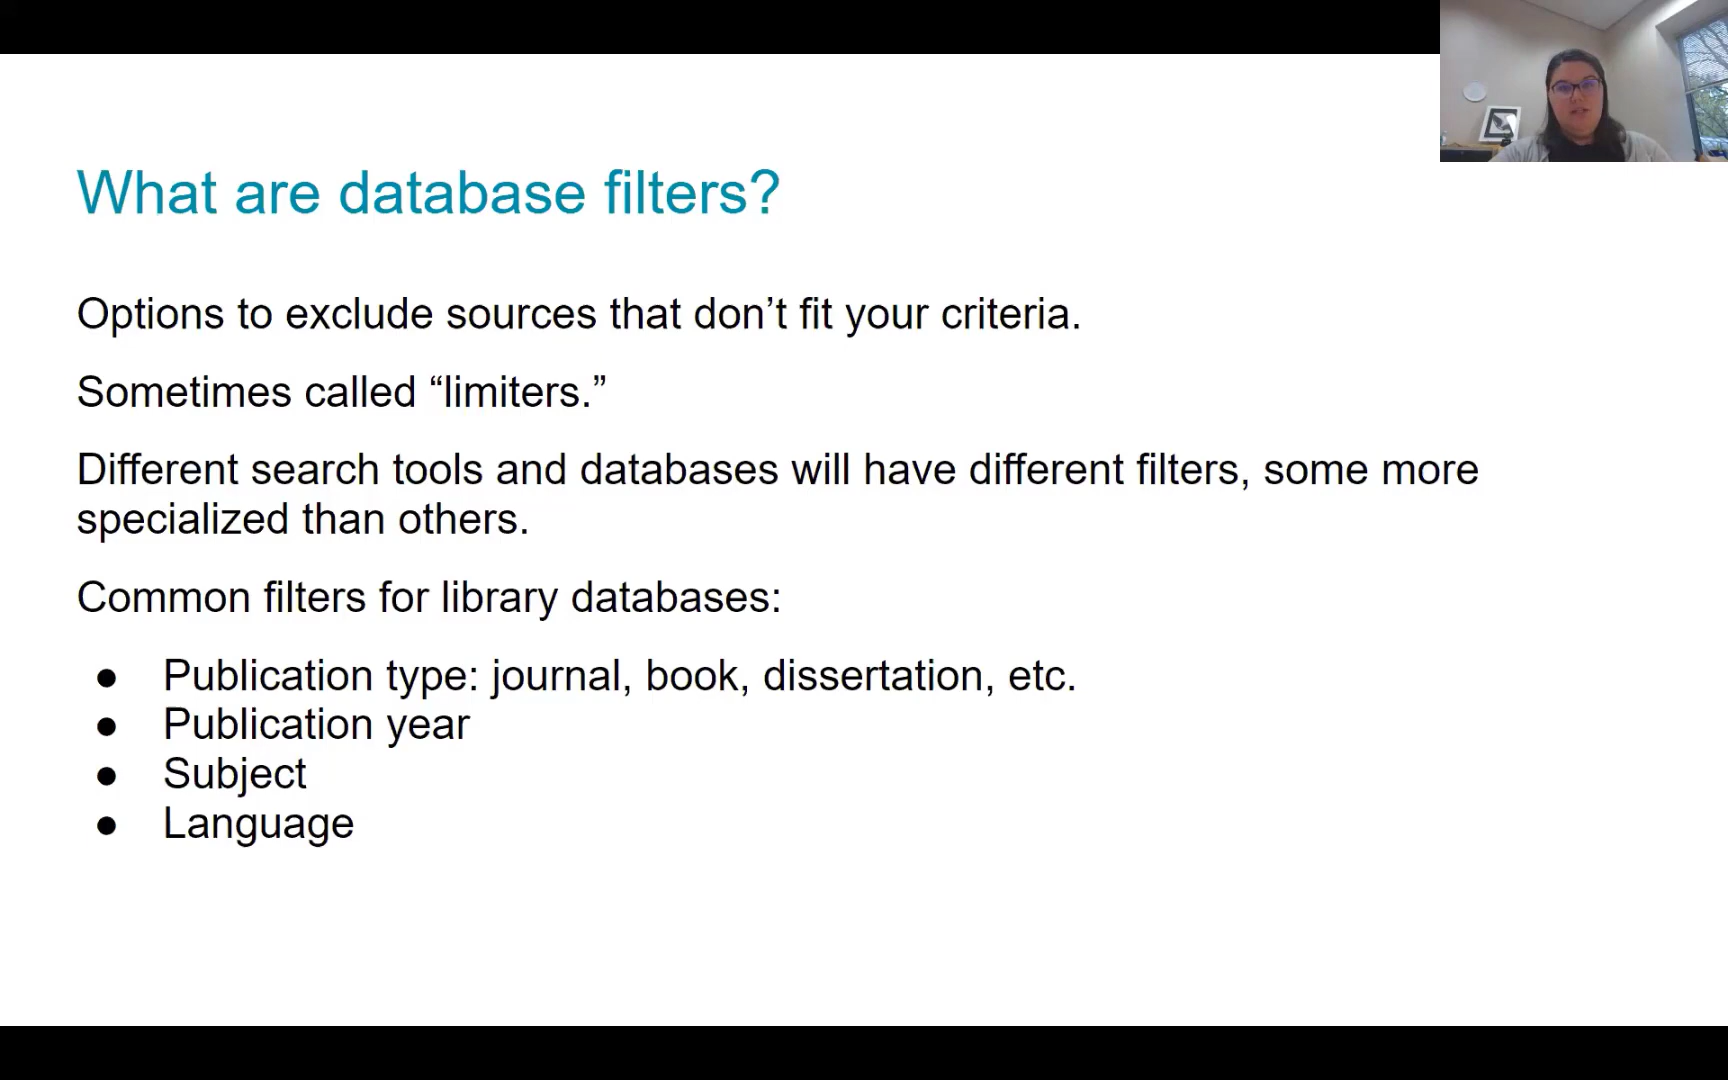 What are database filters?
Options to exclude sources that don’t fit your criteria.
Sometimes called “limiters.”
Different search tools and databases will have different filters, some more
specialized than others.
Common filters for library databases:
● Publication type: journal, book, dissertation, etc.
● Publication year
● Subject
● Language